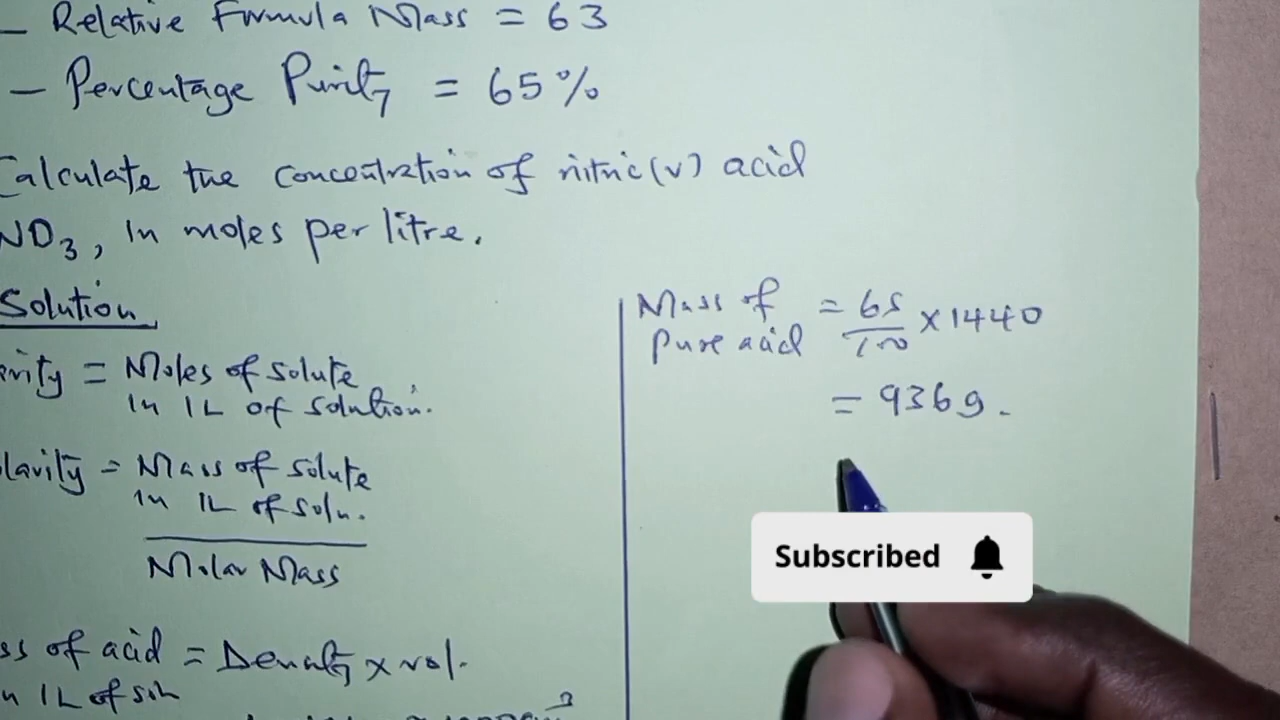 – Relative Formula Mass = 63
– Percentage Purity = 65%
Calculate the concentration of nitric(v) acid
NO3, in moles per litre.
Solution
arity = Moles of solute
in 1L of solution.
larity = Mass of solute
in 1L of soln.
Molar Mass
ss of acid = Density x vol.
n 1L of soln
Mass of pure acid = 65/100 x 1440
= 936g.
Subscribed